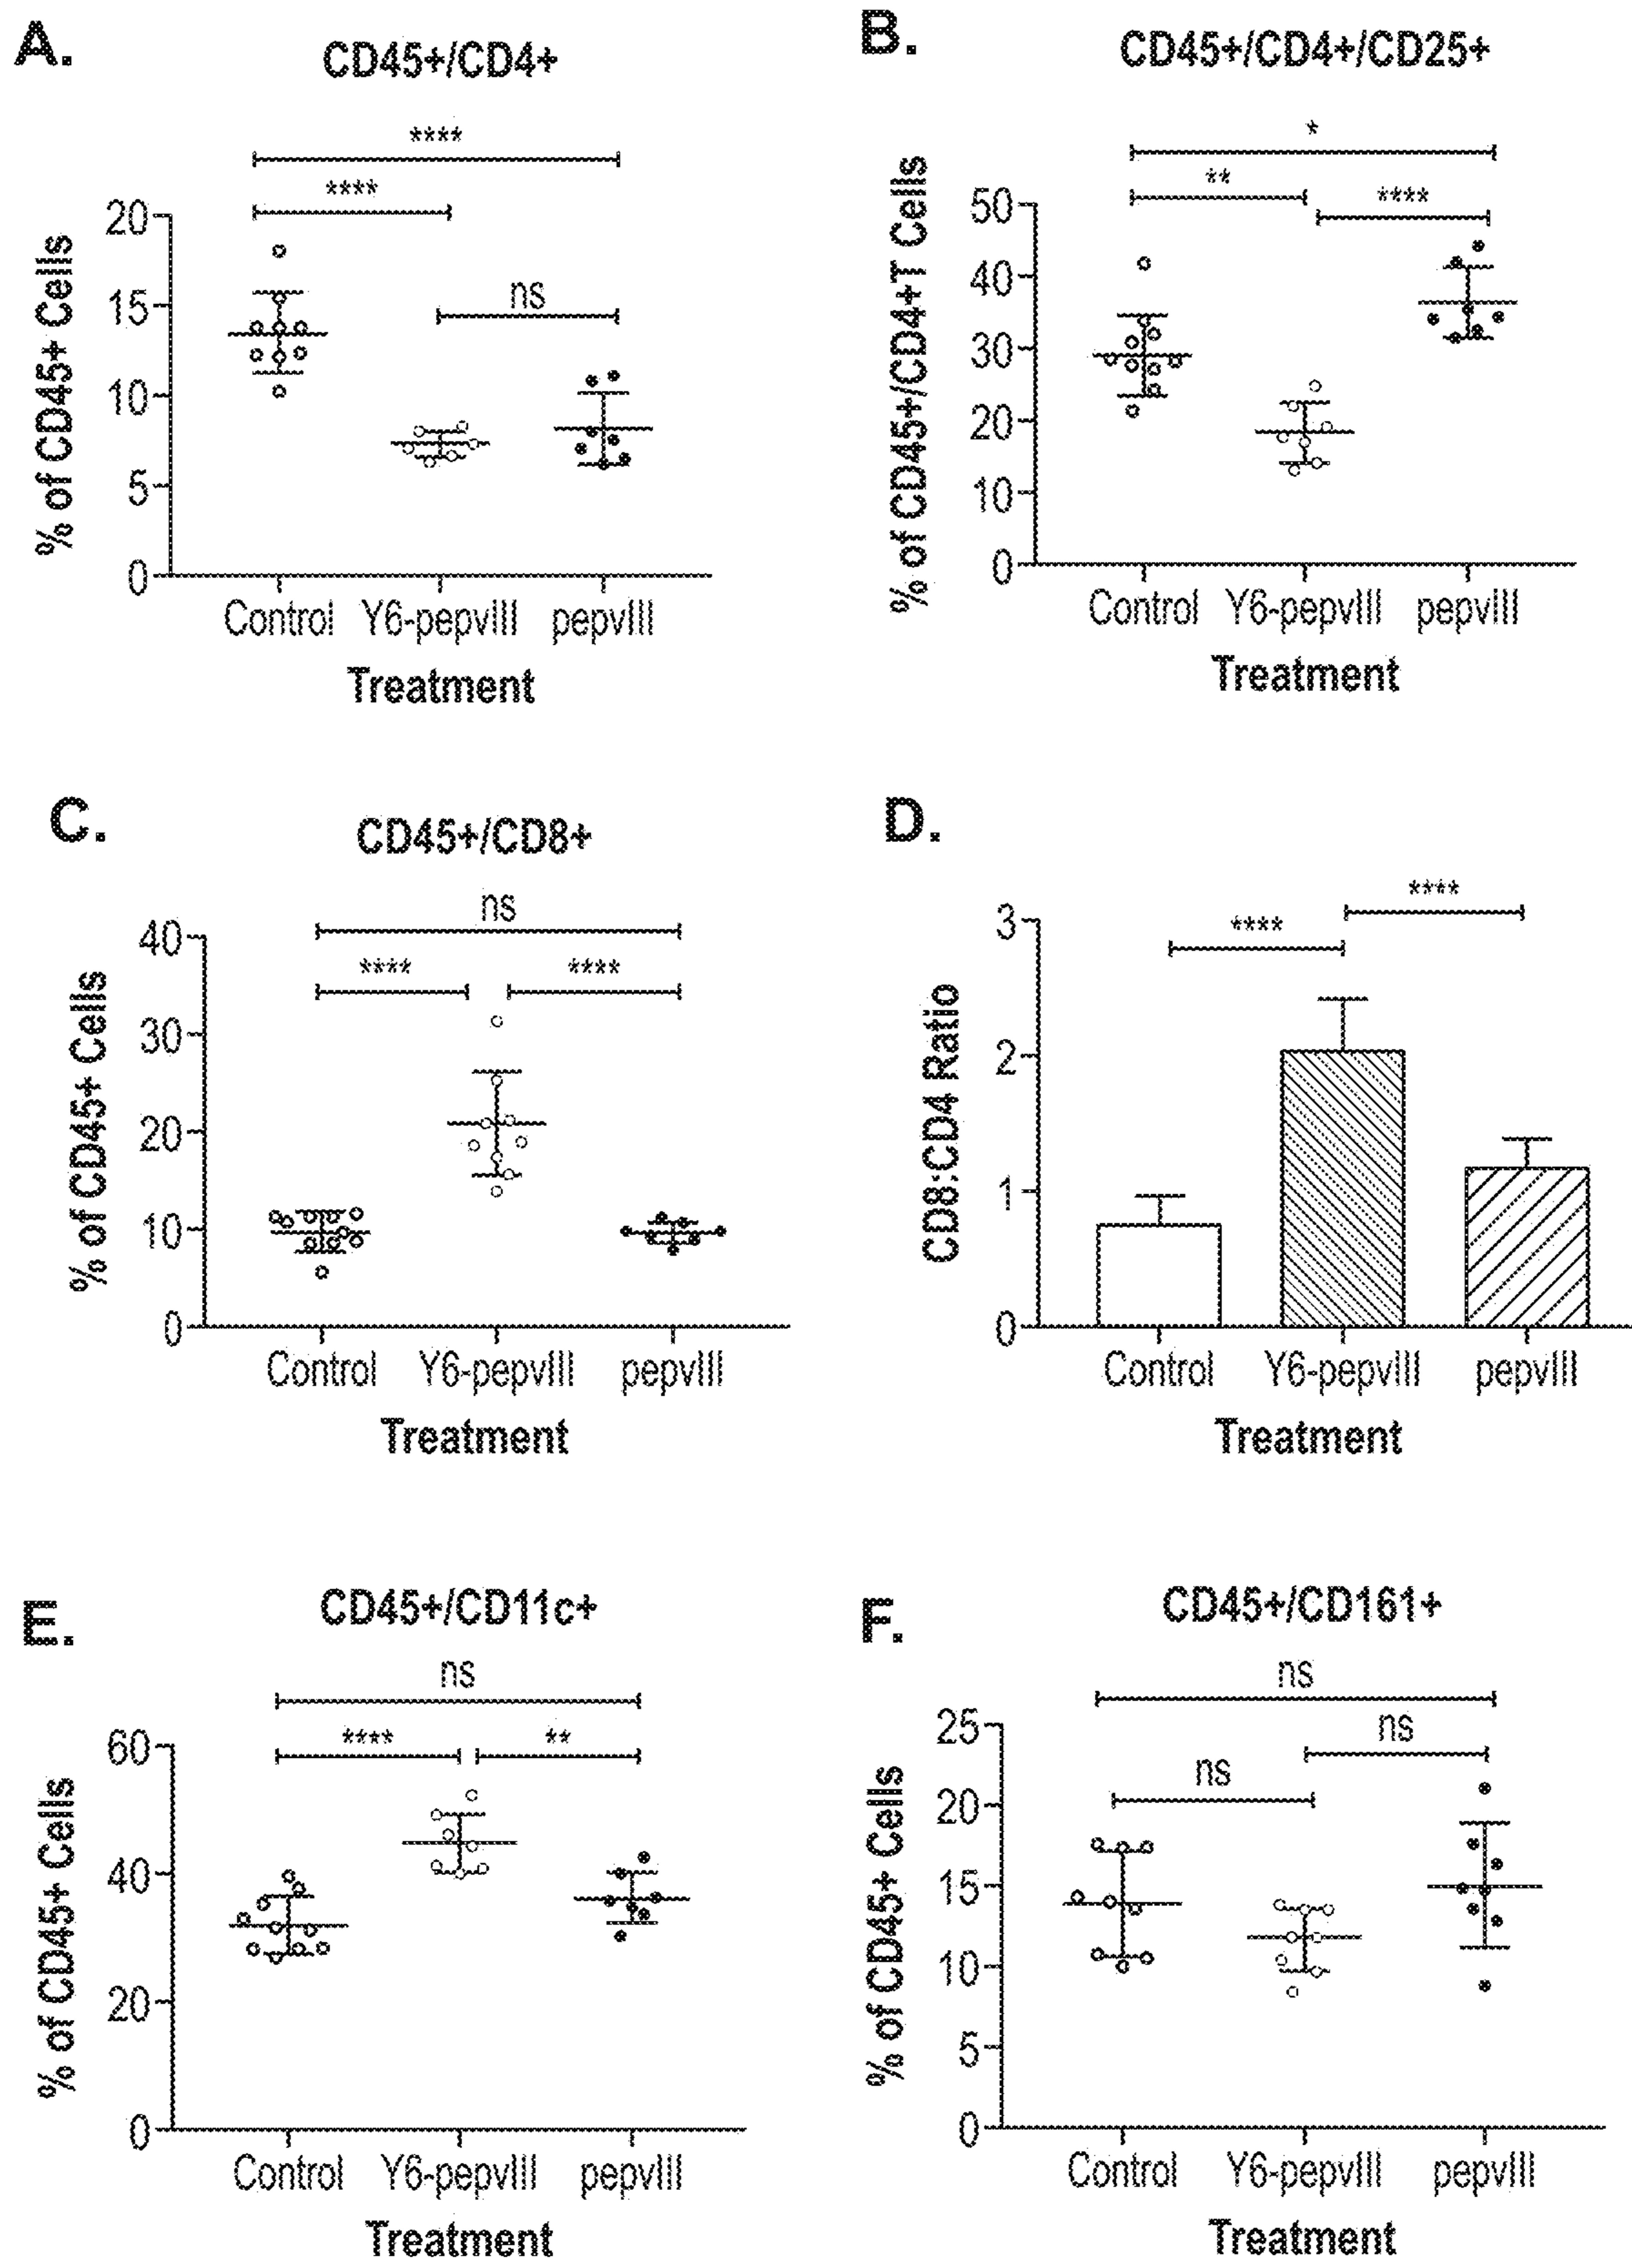 A.
CD45+/CD4+
****
****
ns
% of CD45+ Cells
20
15
10
5
0
Control Y6-pepvIII pepvIII
Treatment
B.
CD45+/CD4+/CD25+
*
**
****
% of CD45+/CD4+T Cells
50
40
30
20
10
0
Control Y6-pepvIII pepvIII
Treatment
C.
CD45+/CD8+
ns
**** ****
% of CD45+ Cells
40
30
20
10
0
Control Y6-pepvIII pepvIII
Treatment
D.
****
****
CD8:CD4 Ratio
3
2
1
0
Control Y6-pepvIII pepvIII
Treatment
E.
CD45+/CD11c+
ns
**** **
% of CD45+ Cells
60
40
20
0
Control Y6-pepvIII pepvIII
Treatment
F.
CD45+/CD161+
ns
ns
ns
% of CD45+ Cells
25
20
15
10
5
0
Control Y6-pepvIII pepvIII
Treatment